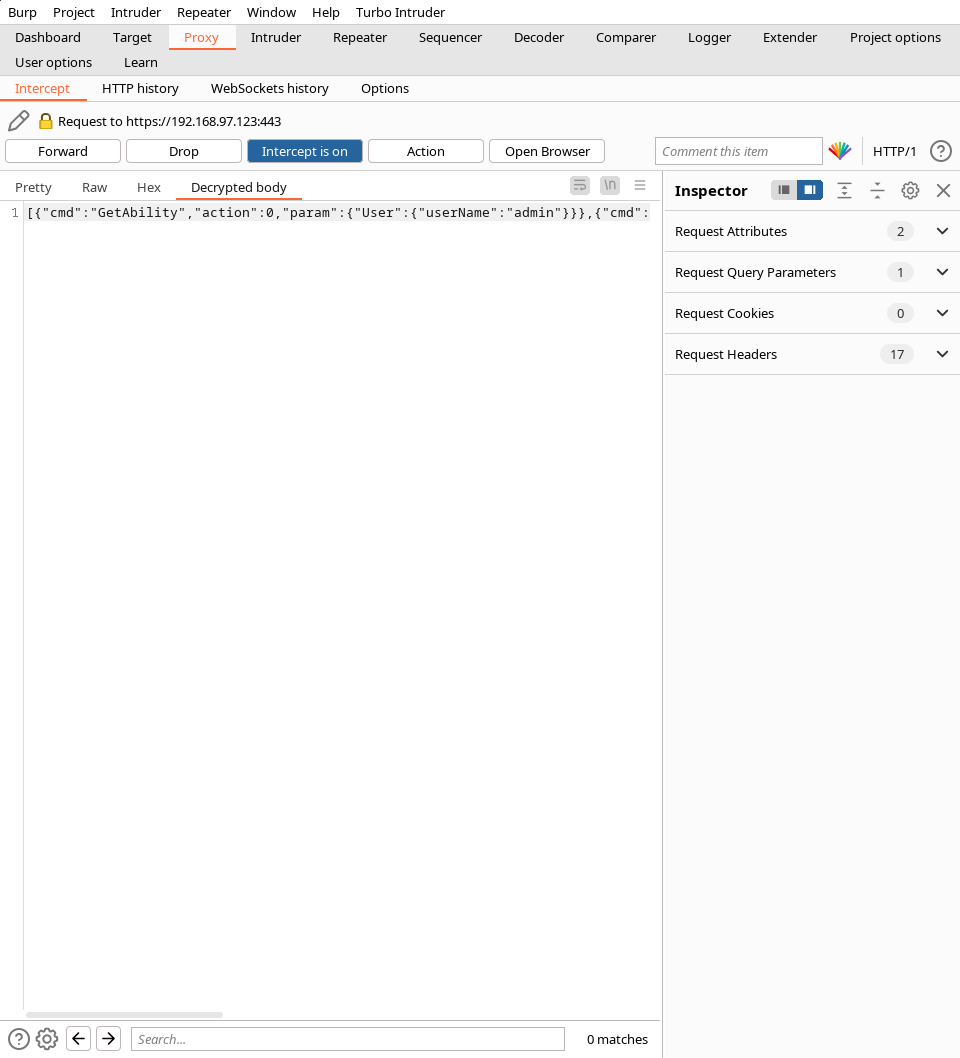 Burp Project Intruder Repeater Window Help Turbo Intruder
Dashboard Target Proxy Intruder Repeater Sequencer Decoder Comparer Logger Extender Project options
User options Learn
Intercept HTTP history WebSockets history Options
Request to https://192.168.97.123:443
Forward Drop Intercept is on Action Open Browser Comment this item HTTP/1 ?
Pretty Raw Hex Decrypted body \n Inspector
1 [{"cmd":"GetAbility","action":0,"param":{"User":{"userName":"admin"}}},{"cmd":
Request Attributes 2
Request Query Parameters 1
Request Cookies 0
Request Headers 17
? Search... 0 matches